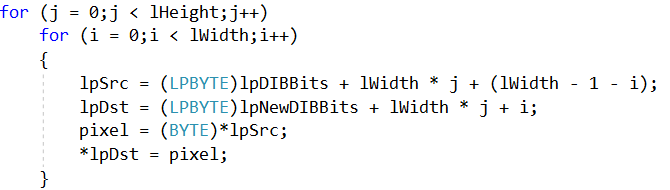 for (j = 0;j < lHeight;j++)
for (i = 0;i < lWidth;i++)
{
lpSrc = (LPBYTE)lpDIBBits + lWidth * j + (lWidth - 1 - i);
lpDst = (LPBYTE)lpNewDIBBits + lWidth * j + i;
pixel = (BYTE)*lpSrc;
*lpDst = pixel;
}